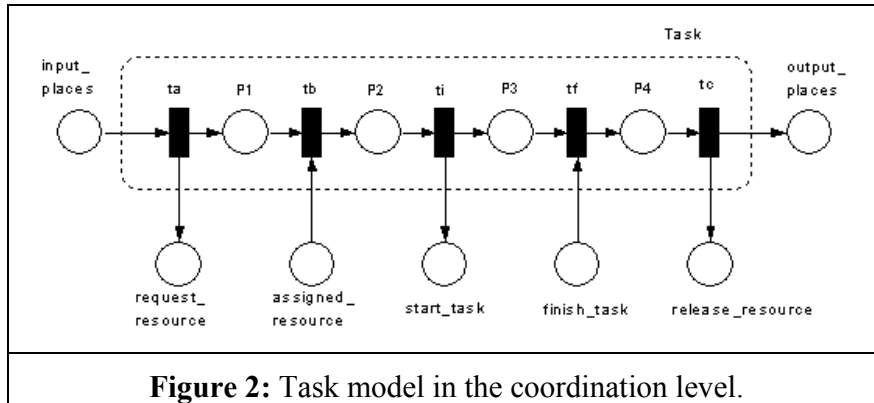 Task
input_
places
output_
places
ta P1 tb P2 ti P3 tf P4 tc
request_
resource
assigned_
resource
start_task
finish_task
release_resource
Figure 2: Task model in the coordination level.